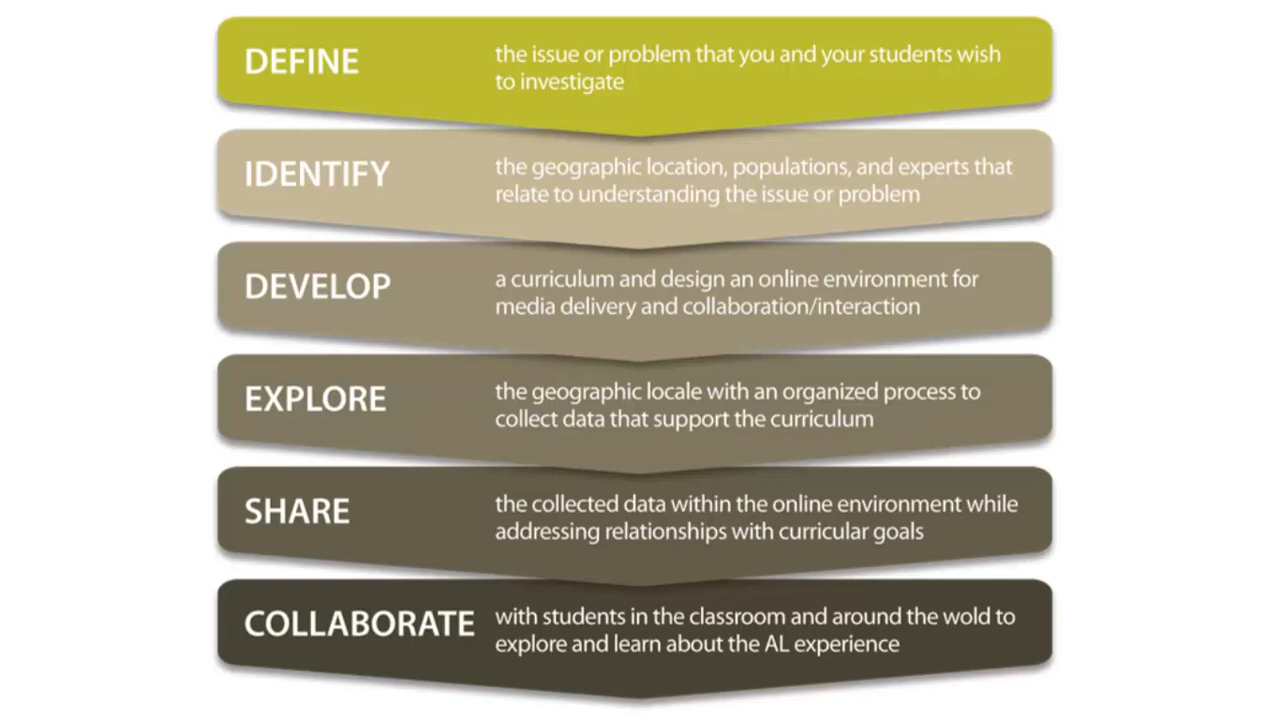 DEFINE
the issue or problem that you and your students wish
to investigate
IDENTIFY
the geographic location, populations, and experts that
relate to understanding the issue or problem
DEVELOP
a curriculum and design an online environment for
media delivery and collaboration/interaction
EXPLORE
the geographic locale with an organized process to
collect data that support the curriculum
SHARE
the collected data within the online environment while
addressing relationships with curricular goals
COLLABORATE
with students in the classroom and around the wold to
explore and learn about the AL experience